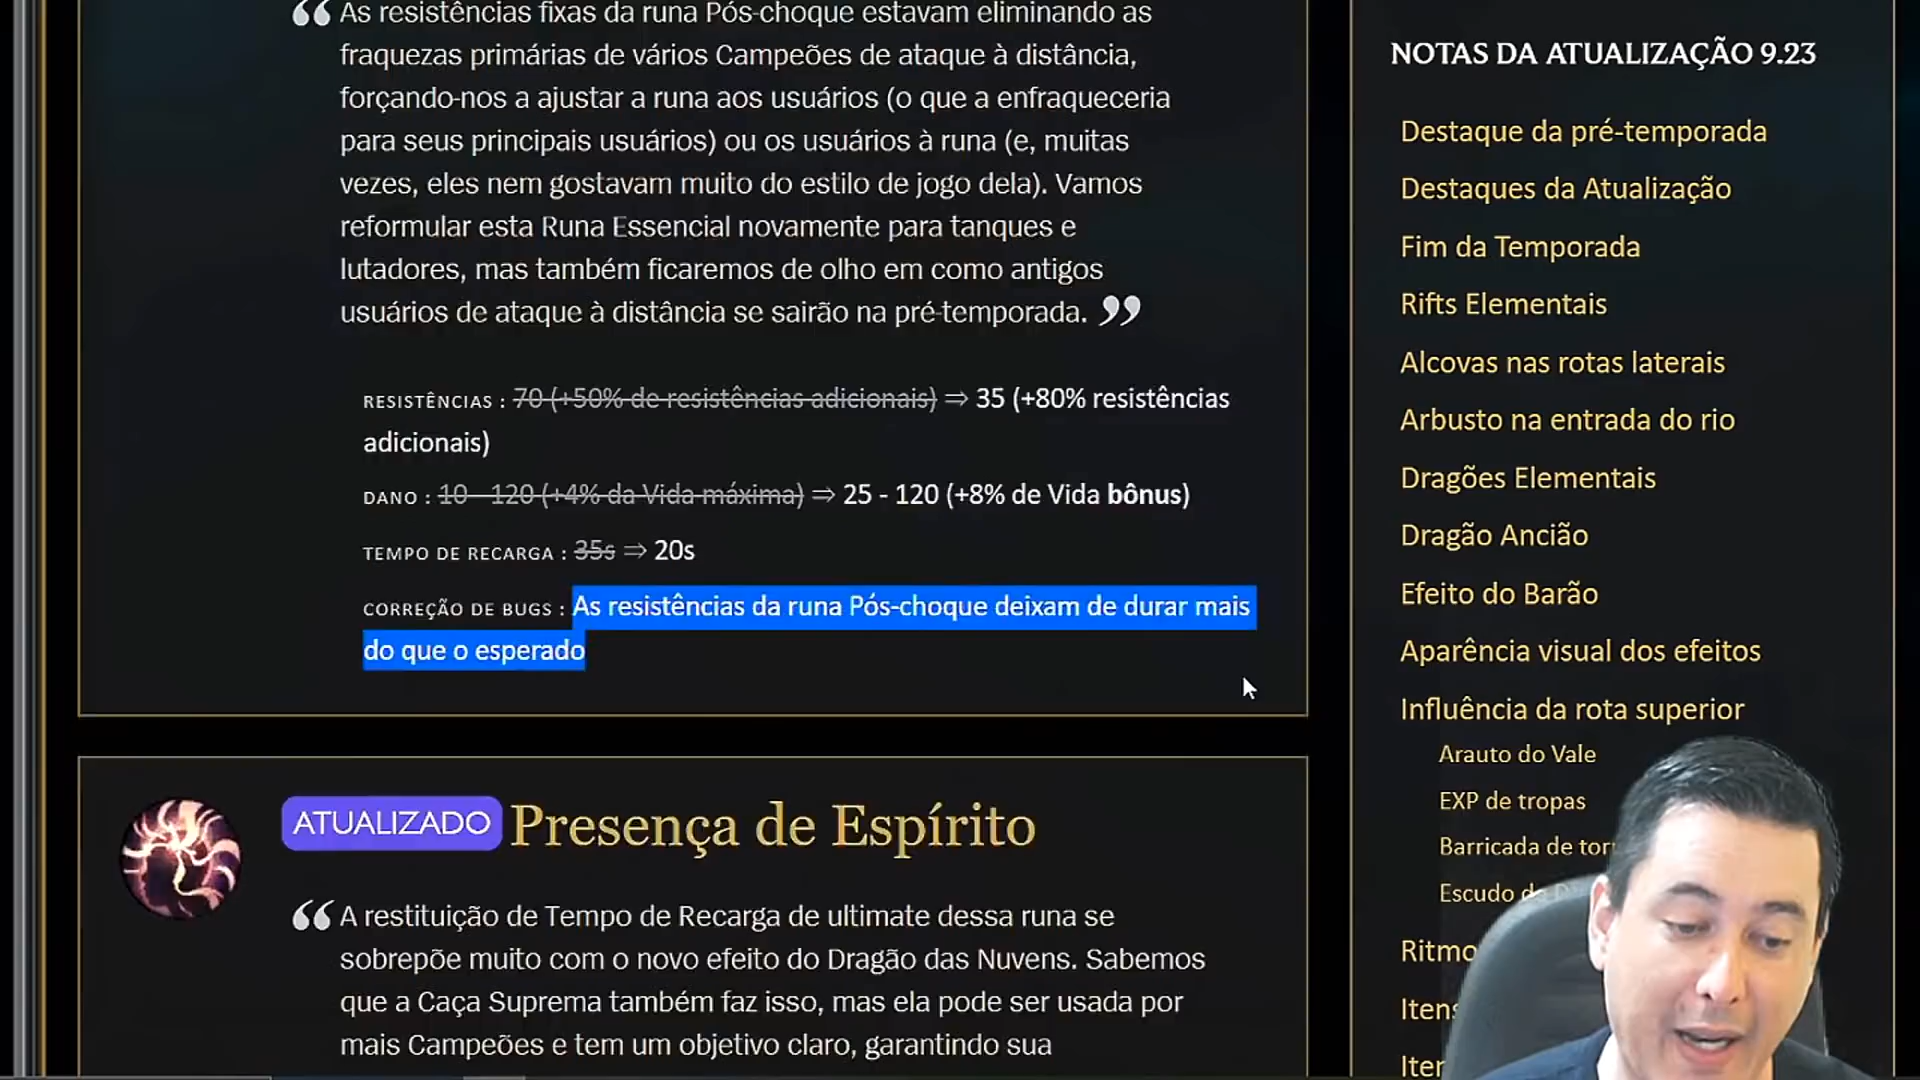 As resistências fixas da runa Pós-choque estavam eliminando as
fraquezas primárias de vários Campeões de ataque à distância,
forçando-nos a ajustar a runa aos usuários (o que a enfraqueceria
para seus principais usuários) ou os usuários à runa (e, muitas
vezes, eles nem gostavam muito do estilo de jogo dela). Vamos
reformular esta Runa Essencial novamente para tanques e
lutadores, mas também ficaremos de olho em como antigos
usuários de ataque à distância se sairão na pré-temporada.
RESISTÊNCIAS : 70 (+50% de resistências adicionais) ⇒ 35 (+80% resistências
adicionais)
DANO : 10 - 120 (+4% da Vida máxima) ⇒ 25 - 120 (+8% de Vida bônus)
TEMPO DE RECARGA : 35s ⇒ 20s
CORREÇÃO DE BUGS : As resistências da runa Pós-choque deixam de durar mais
do que o esperado
ATUALIZADO Presença de Espírito
A restituição de Tempo de Recarga de ultimate dessa runa se
sobrepõe muito com o novo efeito do Dragão das Nuvens. Sabemos
que a Caça Suprema também faz isso, mas ela pode ser usada por
mais Campeões e tem um objetivo claro, garantindo sua
NOTAS DA ATUALIZAÇÃO 9.23
Destaque da pré-temporada
Destaques da Atualização
Fim da Temporada
Rifts Elementais
Alcovas nas rotas laterais
Arbusto na entrada do rio
Dragões Elementais
Dragão Ancião
Efeito do Barão
Aparência visual dos efeitos
Influência da rota superior
Arauto do Vale
EXP de tropas
Barricada de
Escudo
Ritmo
Itens